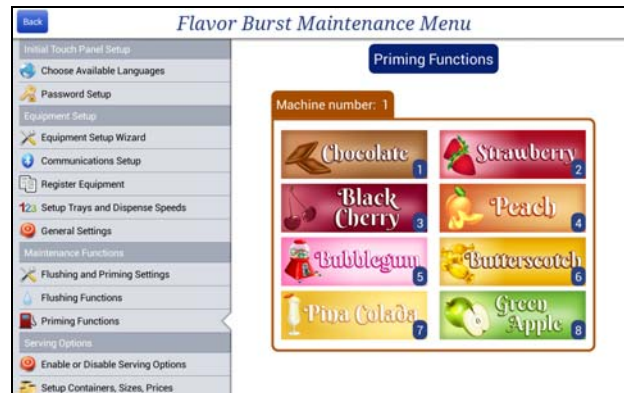 Back
Flavor Burst Maintenance Menu
Initial Touch Panel Setup
Choose Available Languages
Password Setup
Equipment Setup
Equipment Setup Wizard
Communications Setup
Register Equipment
123 Setup Trays and Dispense Speeds
General Settings
Maintenance Functions
Flushing and Priming Settings
Flushing Functions
Priming Functions
Serving Options
Enable or Disable Serving Options
Setup Containers, Sizes, Prices
Priming Functions
Machine number: 1
Chocolate 1
Strawberry 2
Black
Cherry 3
Peach 4
Bubblegum 5
Butterscotch 6
Pina Colada 7
Green
Apple 8